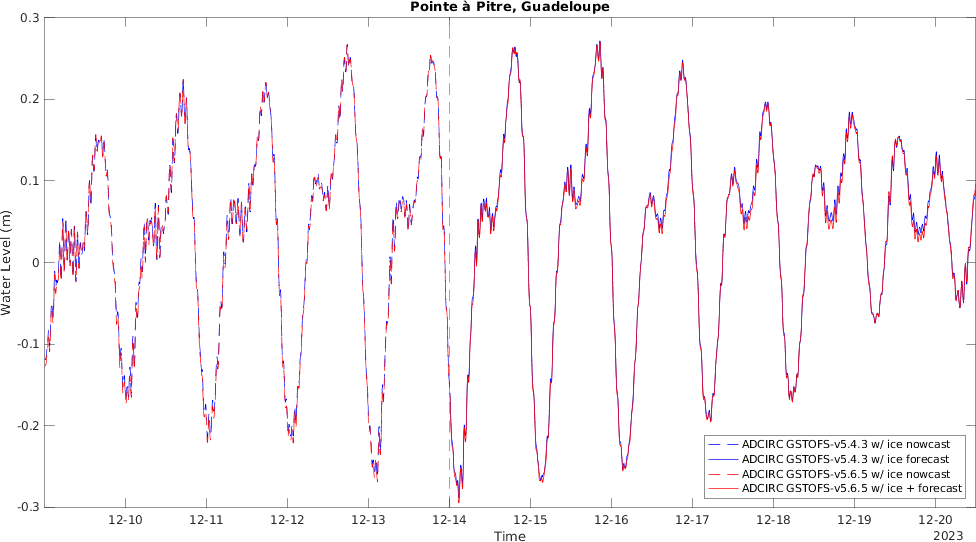 Pointe à Pitre, Guadeloupe
0.3
0.2
0.1
0
-0.1
-0.2
-0.3
Water Level (m)
12-10 12-11 12-12 12-13 12-14 12-15 12-16 12-17 12-18 12-19 12-20
2023
Time
ADCIRC GSTOFS-v5.4.3 w/ ice nowcast
ADCIRC GSTOFS-v5.4.3 w/ ice forecast
ADCIRC GSTOFS-v5.6.5 w/ ice nowcast
ADCIRC GSTOFS-v5.6.5 w/ ice + forecast